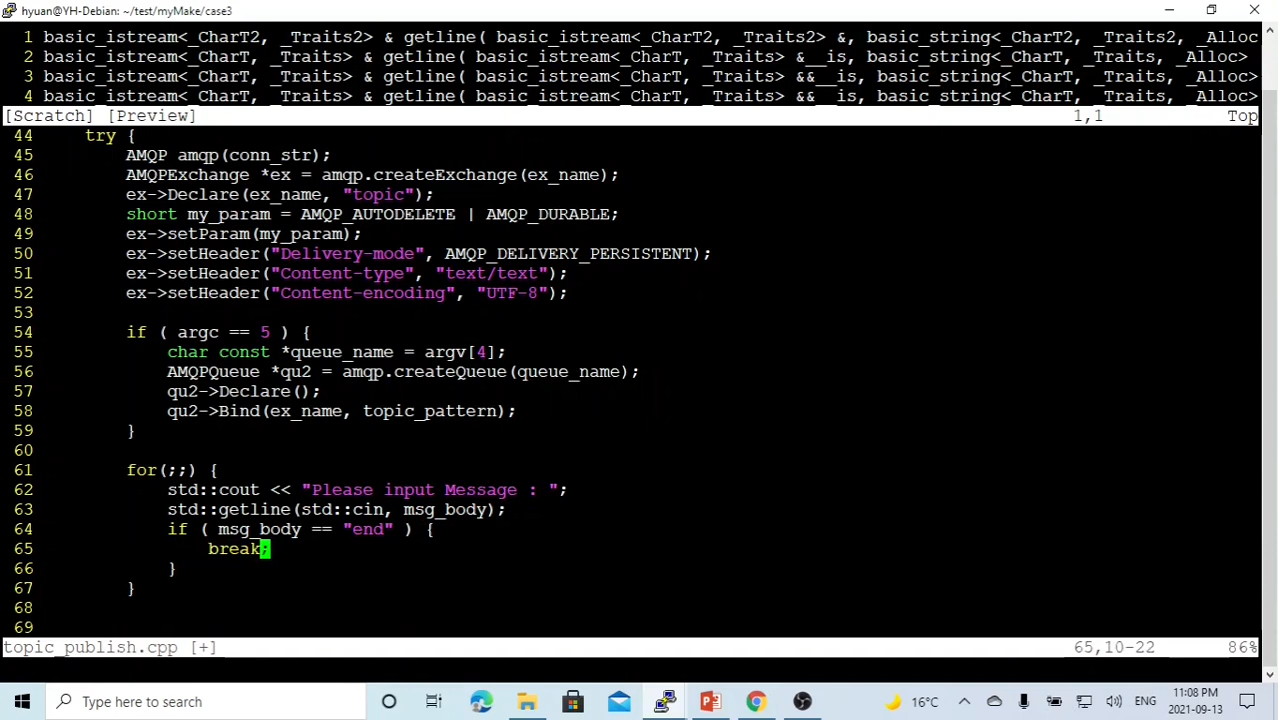 hyuan@YH-Debian: ~/test/myMake/case3
1 basic_istream<_CharT2, _Traits2> & getline( basic_istream<_CharT2, _Traits2> &, basic_string<_CharT2, _Traits2, _Alloc
2 basic_istream<_CharT, _Traits> & getline( basic_istream<_CharT, _Traits> &__is, basic_string<_CharT, _Traits, _Alloc>
3 basic_istream<_CharT, _Traits> & getline( basic_istream<_CharT, _Traits> &&__is, basic_string<_CharT, _Traits, _Alloc>
4 basic_istream<_CharT, _Traits> & getline( basic_istream<_CharT, _Traits> &&__is, basic_string<_CharT, _Traits, _Alloc>
[Scratch] [Preview] 1,1 Top
44 try {
45 AMQP amqp(conn_str);
46 AMQPExchange *ex = amqp.createExchange(ex_name);
47 ex->Declare(ex_name, "topic");
48 short my_param = AMQP_AUTODELETE | AMQP_DURABLE;
49 ex->setParam(my_param);
50 ex->setHeader("Delivery-mode", AMQP_DELIVERY_PERSISTENT);
51 ex->setHeader("Content-type", "text/text");
52 ex->setHeader("Content-encoding", "UTF-8");
53
54 if ( argc == 5 ) {
55 char const *queue_name = argv[4];
56 AMQPQueue *qu2 = amqp.createQueue(queue_name);
57 qu2->Declare();
58 qu2->Bind(ex_name, topic_pattern);
59 }
60
61 for(;;) {
62 std::cout << "Please input Message : ";
63 std::getline(std::cin, msg_body);
64 if ( msg_body == "end" ) {
65 break;
66 }
67 }
68
69
topic_publish.cpp [+] 65,10-22 86%
Type here to search
16°C
ENG
11:08 PM
2021-09-13